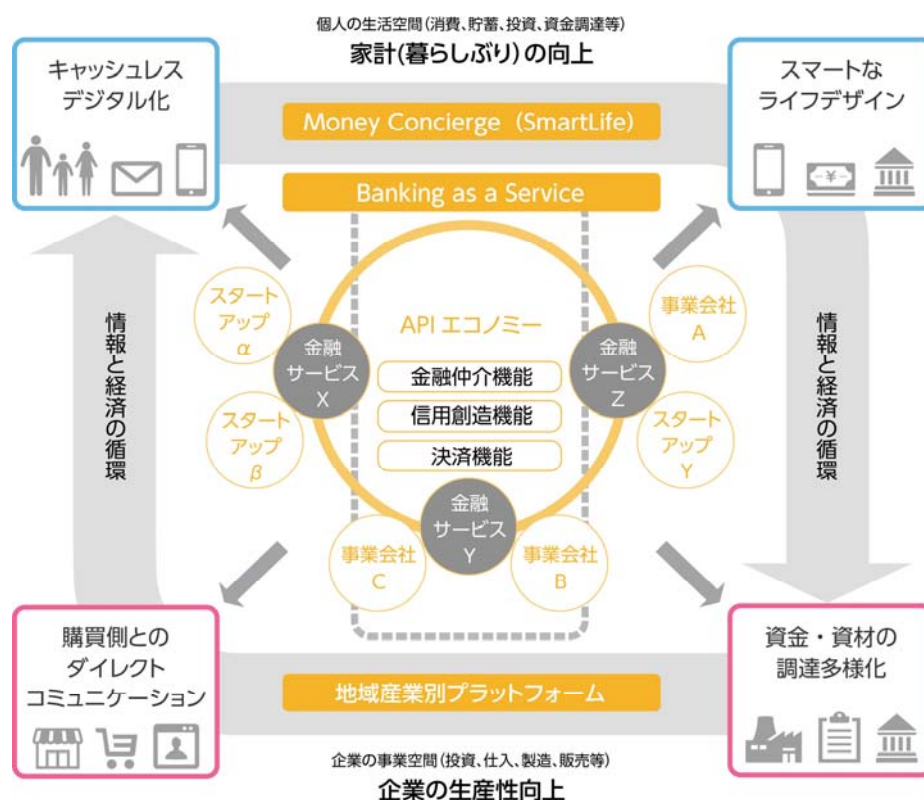 個人の生活空間（消費、貯蓄、投資、資金調達等）
家計(暮らしぶり)の向上
キャッシュレス
デジタル化
スマートな
ライフデザイン
Money Concierge（SmartLife）
Banking as a Service
情報と経済の循環
スタート
アップ
α
スタート
アップ
β
金融
サービス
X
API エコノミー
金融仲介機能
信用創造機能
決済機能
金融
サービス
Z
事業会社
A
スタート
アップ
Y
情報と経済の循環
金融
サービス
Y
事業会社
C
事業会社
B
購買側との
ダイレクト
コミュニケーション
地域産業別プラットフォーム
資金・資材の
調達多様化
企業の事業空間（投資、仕入、製造、販売等）
企業の生産性向上